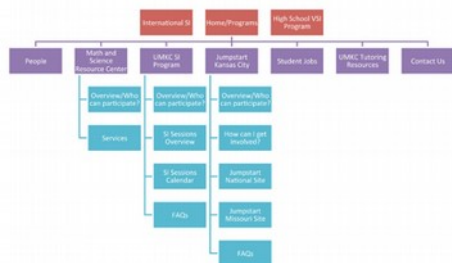 International SI
Home/Programs
High School VSI
Program
People
Math and
Science
Resource Center
UMKC SI
Program
Jumpstart
Kansas City
Student Jobs
UMKC Tutoring
Resources
Contact Us
Overview/Who
can participate?
Services
Overview/Who
can participate?
SI Sessions
Overview
SI Sessions
Calendar
FAQs
Overview/Who
can participate?
How can I get
Involved?
Jumpstart
National Site
Jumpstart
Missouri Site
FAQs